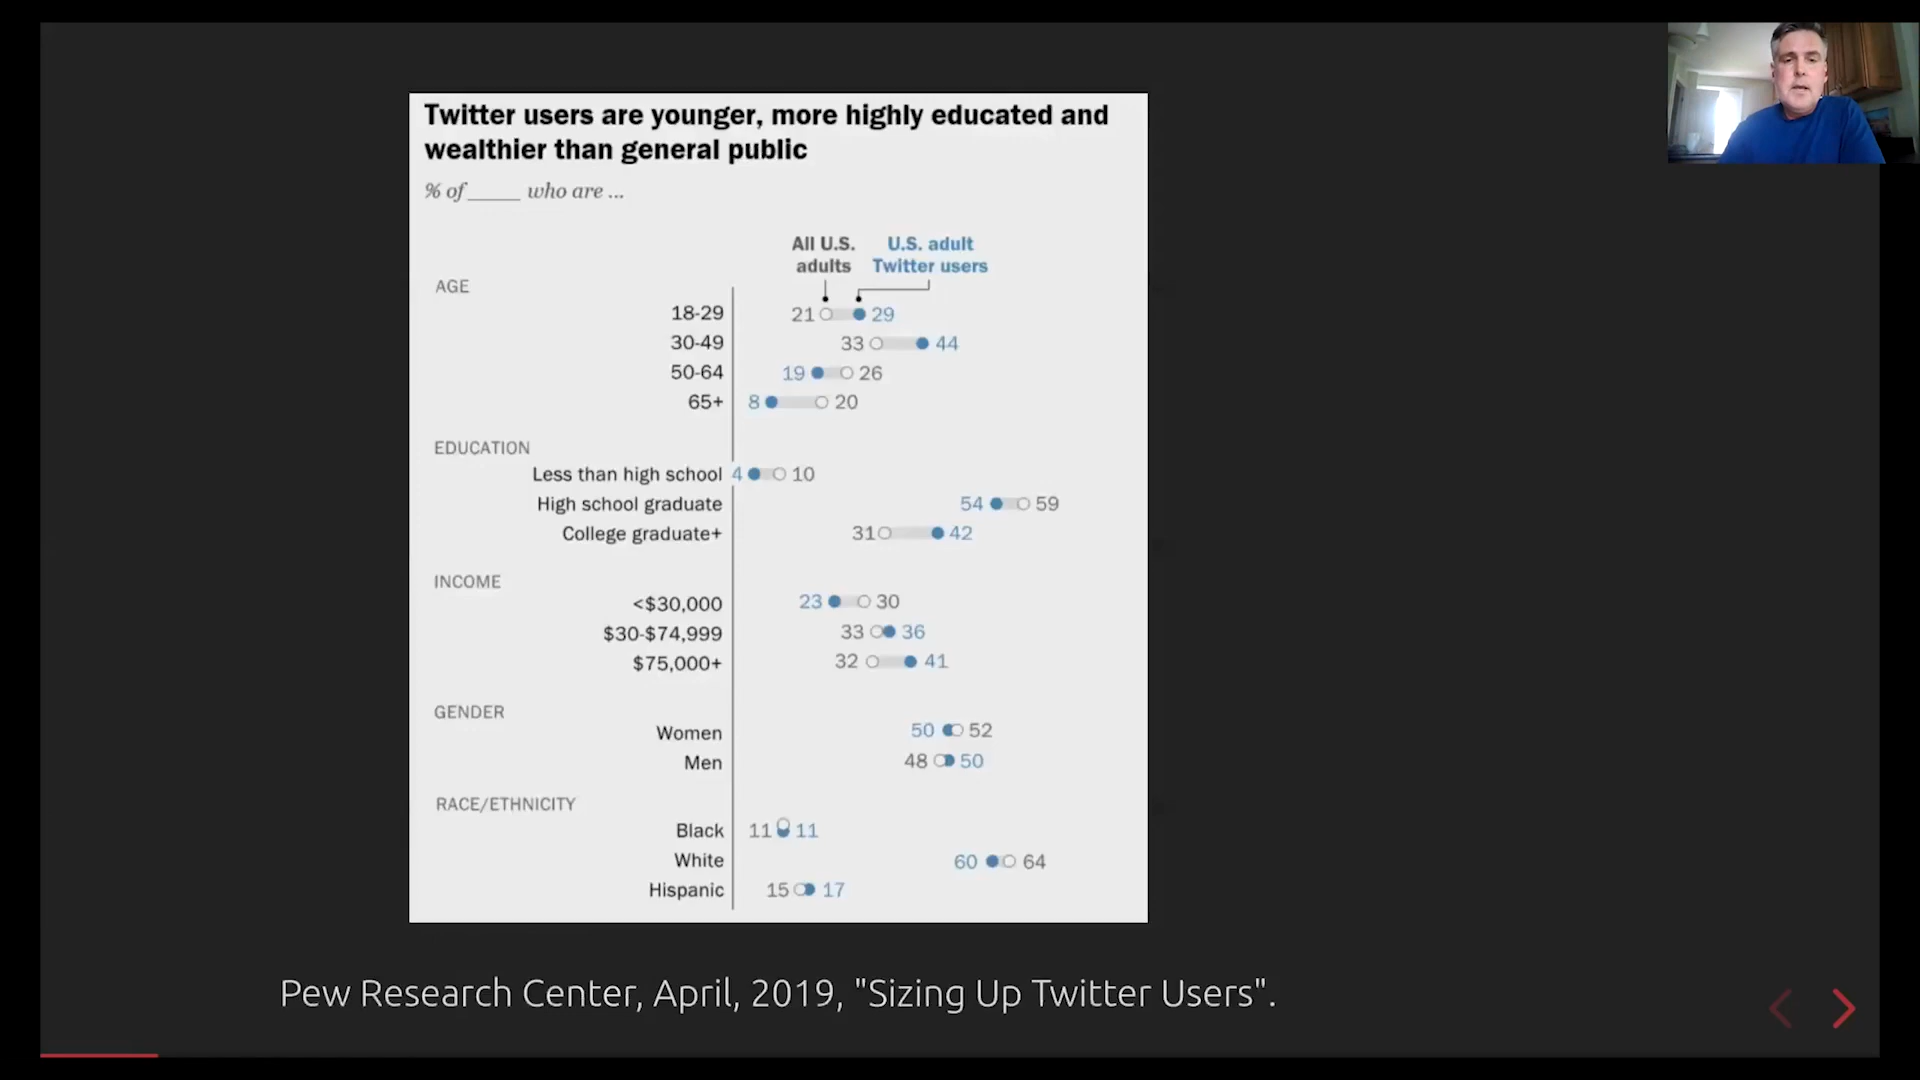 Twitter users are younger, more highly educated and
wealthier than general public
% of_____ who are ...
All U.S. adults
U.S. adult Twitter users
AGE
18-29 21 29
30-49 33 44
50-64 19 26
65+ 8 20
EDUCATION
Less than high school 4 10
High school graduate 54 59
College graduate+ 31 42
INCOME
<$30,000 23 30
$30-$74,999 33 36
$75,000+ 32 41
GENDER
Women 50 52
Men 48 50
RACE/ETHNICITY
Black 11 11
White 60 64
Hispanic 15 17
Pew Research Center, April, 2019, "Sizing Up Twitter Users".